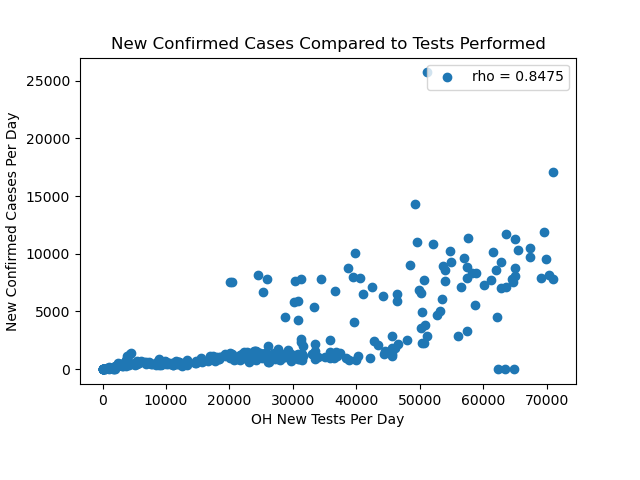 New Confirmed Cases Compared to Tests Performed
rho = 0.8475
New Confirmed Caeses Per Day
25000
20000
15000
10000
5000
0
0 10000 20000 30000 40000 50000 60000 70000
OH New Tests Per Day